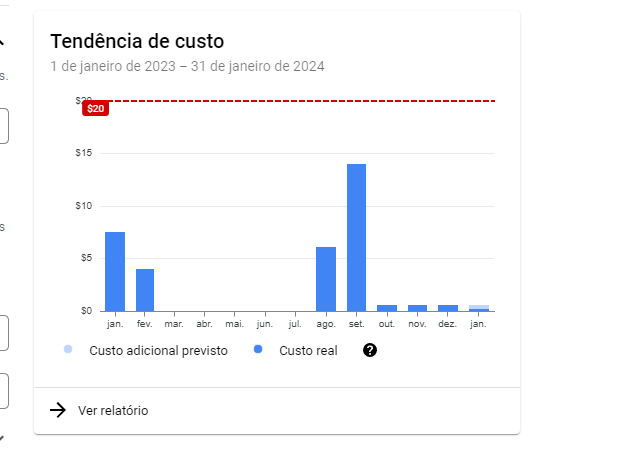 Tendência de custo
1 de janeiro de 2023 – 31 de janeiro de 2024
$20
$20
$15
$10
$5
$0
jan. fev. mar. abr. mai. jun. jul. ago. set. out. nov. dez. jan.
Custo adicional previsto Custo real ?
Ver relatório
s.
s